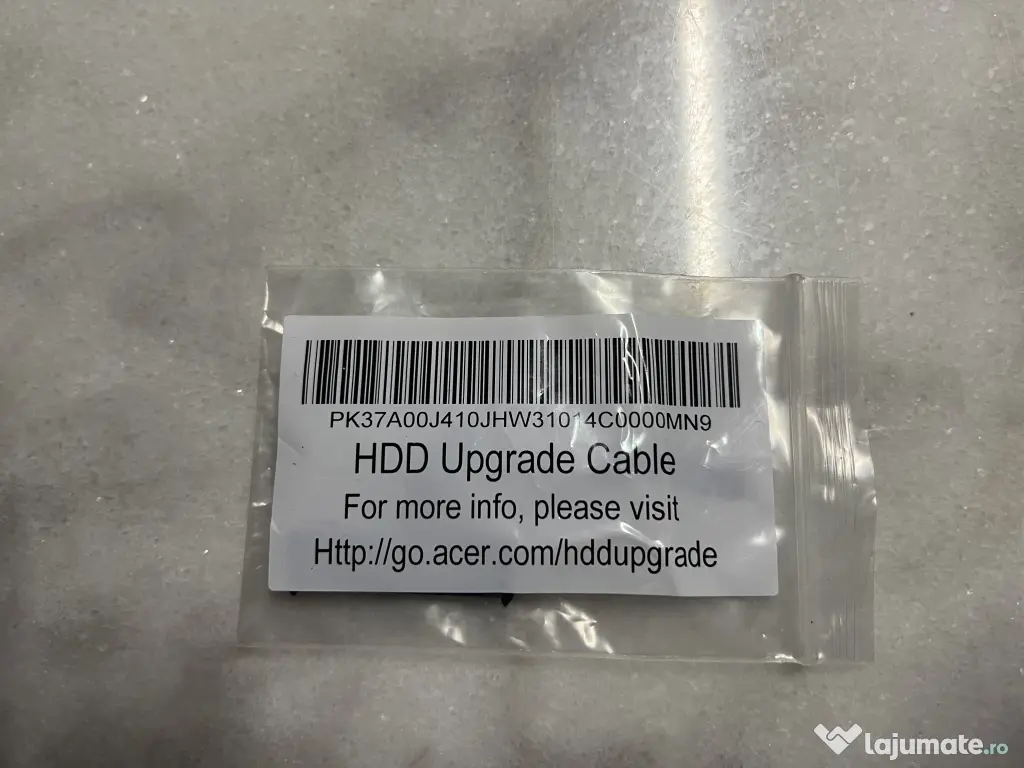 PK37A00J410JHW31014C0000MN9
HDD Upgrade Cable
For more info, please visit
Http://go.acer.com/hddupgrade
lajumate.ro